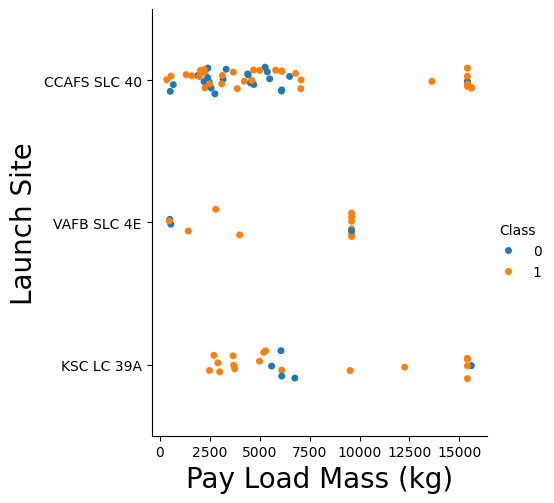 CCAFS SLC 40
VAFB SLC 4E
KSC LC 39A
Launch Site
0 2500 5000 7500 10000 12500 15000
Pay Load Mass (kg)
Class
0
1